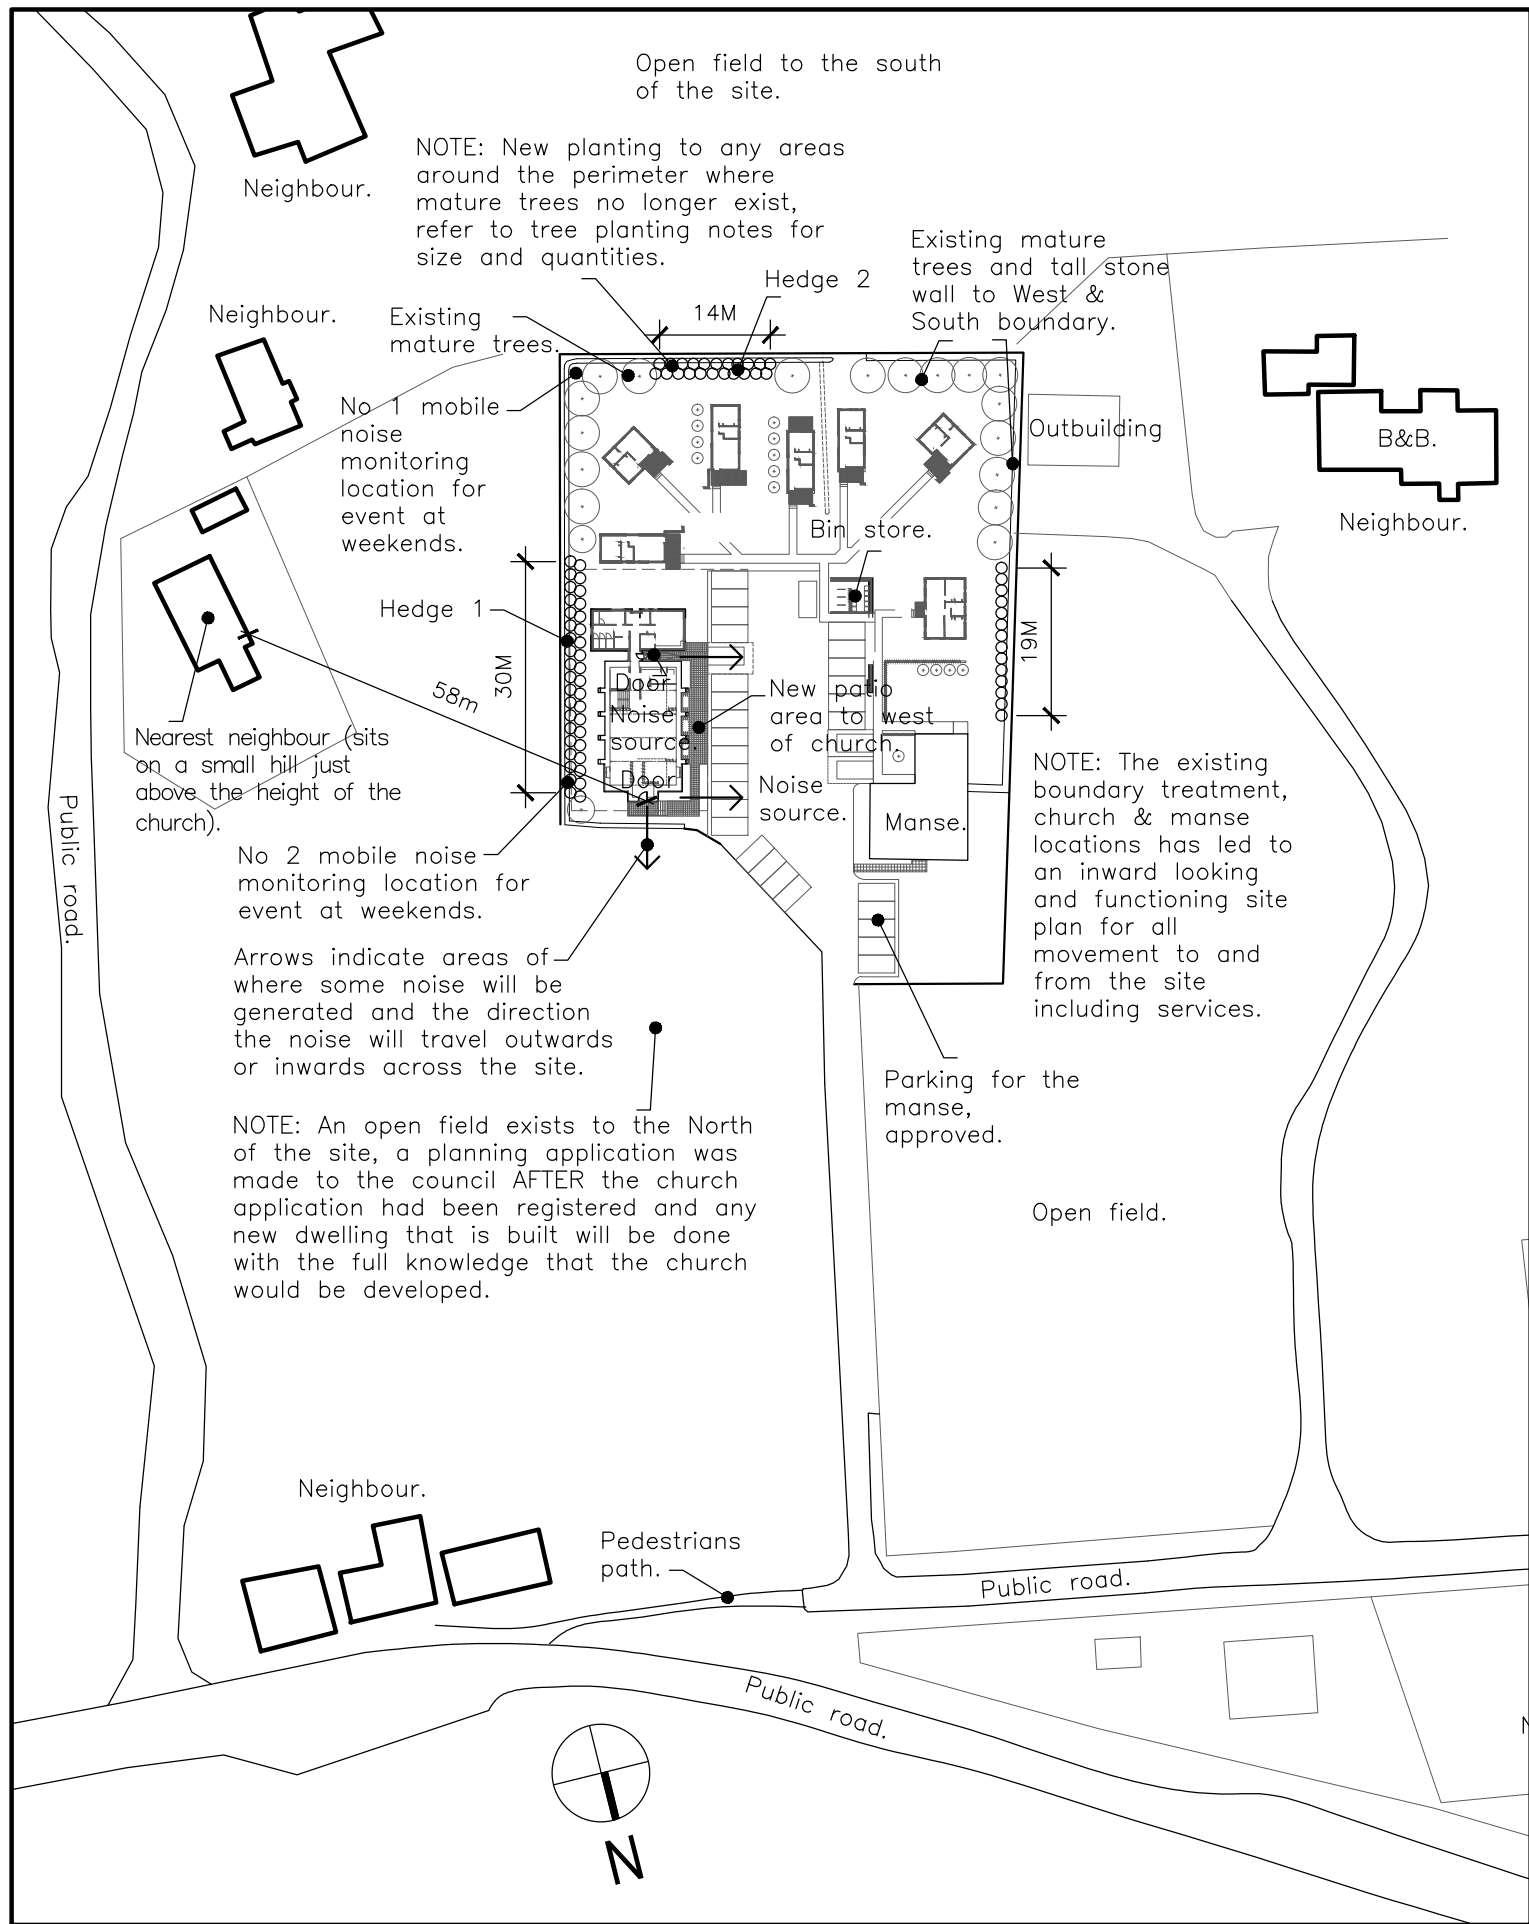 Open field to the south
of the site.
NOTE: New planting to any areas
around the perimeter where
mature trees no longer exist,
refer to tree planting notes for
size and quantities.
Neighbour.
Existing mature
trees and tall stone
wall to West &
South boundary.
Hedge 2
14M
Neighbour.
Existing
mature trees.
No 1 mobile
noise
monitoring
location for
event at
weekends.
Outbuilding
B&B.
Neighbour.
Bin store.
Hedge 1
30M
19M
58m
Door
Noise
source.
Door
New patio
area to west
of church.
Noise
source.
Manse.
Nearest neighbour (sits
on a small hill just
above the height of the
church).
Public road.
NOTE: The existing
boundary treatment,
church & manse
locations has led to
an inward looking
and functioning site
plan for all
movement to and
from the site
including services.
No 2 mobile noise
monitoring location for
event at weekends.
Arrows indicate areas of
where some noise will be
generated and the direction
the noise will travel outwards
or inwards across the site.
Parking for the
manse,
approved.
NOTE: An open field exists to the North
of the site, a planning application was
made to the council AFTER the church
application had been registered and any
new dwelling that is built will be done
with the full knowledge that the church
would be developed.
Open field.
Neighbour.
Pedestrians
path.
Public road.
Public road.
N